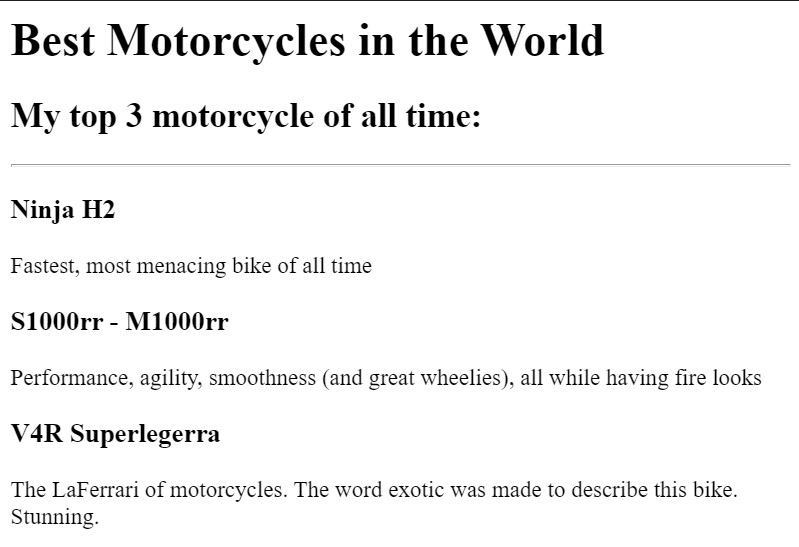 Best Motorcycles in the World
My top 3 motorcycle of all time:
Ninja H2
Fastest, most menacing bike of all time
S1000rr - M1000rr
Performance, agility, smoothness (and great wheelies), all while having fire looks
V4R Superlegerra
The LaFerrari of motorcycles. The word exotic was made to describe this bike.
Stunning.